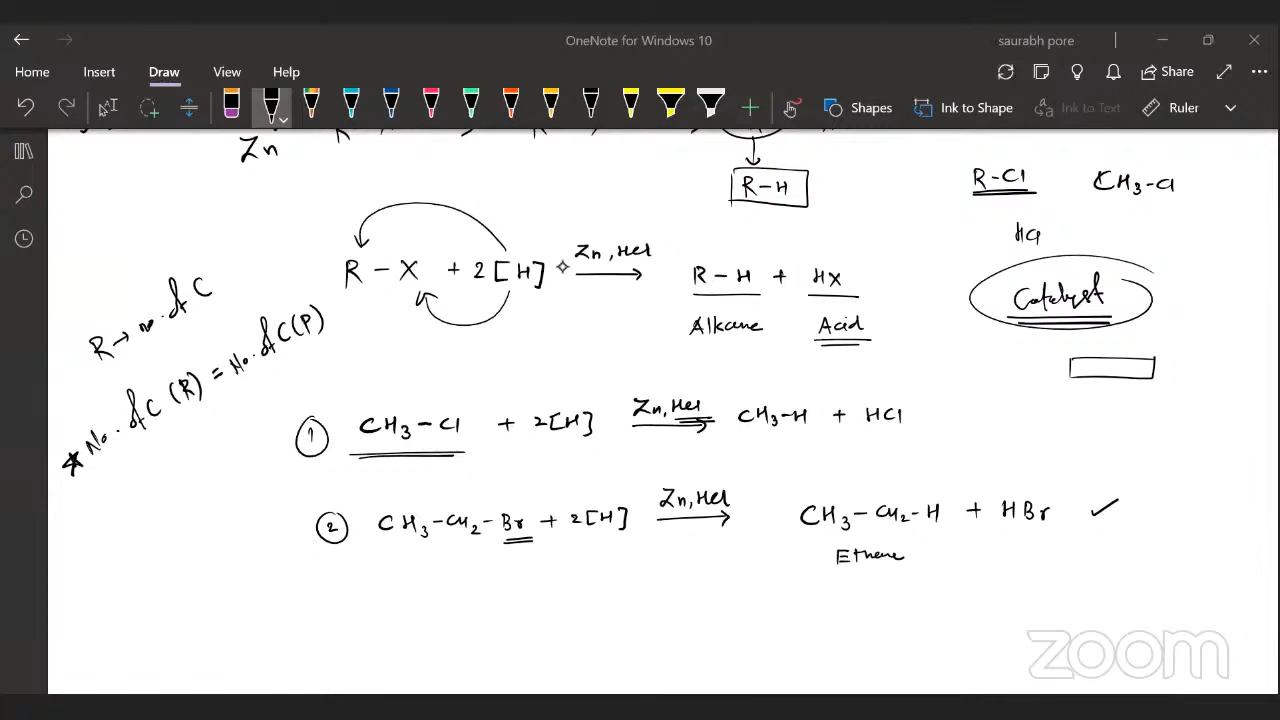 OneNote for Windows 10
saurabh pore
Home Insert Draw View Help
Share
Shapes
Ink to Shape
Ink to Text
Ruler
Zn
R-H
R-Cl CH3-Cl
HCl
R - X + 2[H] Zn, HCl → R-H + HX
Alkane Acid
Catalyst
R → no. of C
* No. of C (R) = No. of C (P)
① CH3-Cl + 2[H] Zn, HCl → CH3-H + HCl
② CH3-CH2-Br + 2[H] Zn, HCl → CH3-CH2-H + HBr ✓
Ethane
zoom